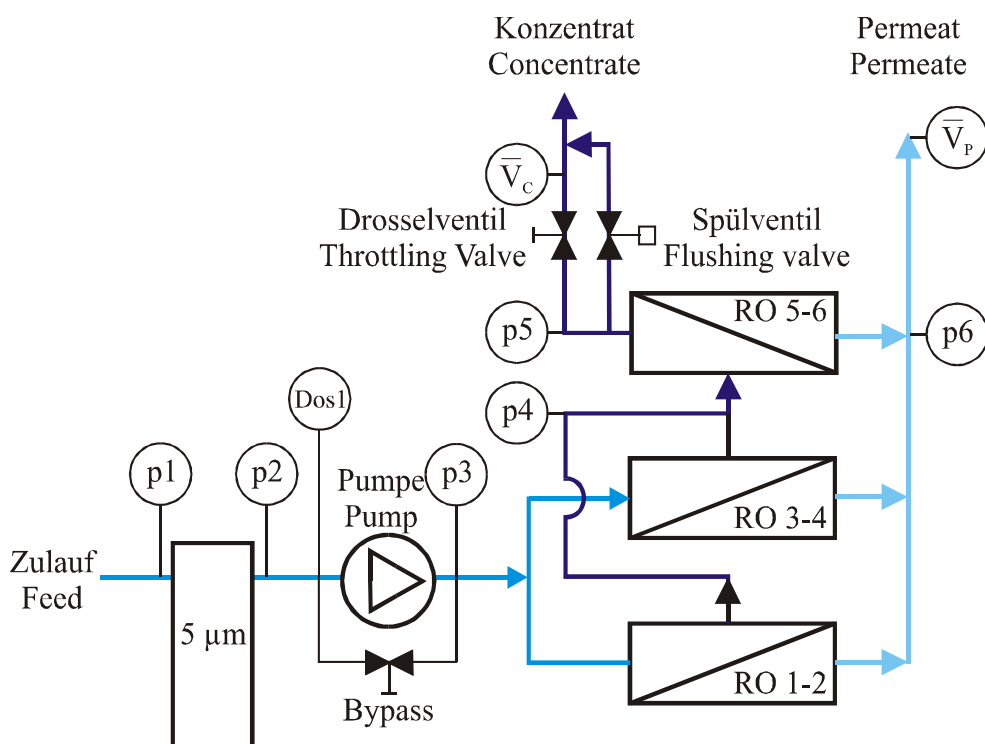 Konzentrat
Concentrate
Permeat
Permeate
V̅P
V̅C
Drosselventil
Throttling Valve
Spülventil
Flushing valve
RO 5-6
p5
p6
Dos1
p4
p1
p2
Pumpe
Pump
p3
RO 3-4
Zulauf
Feed
5 µm
RO 1-2
Bypass